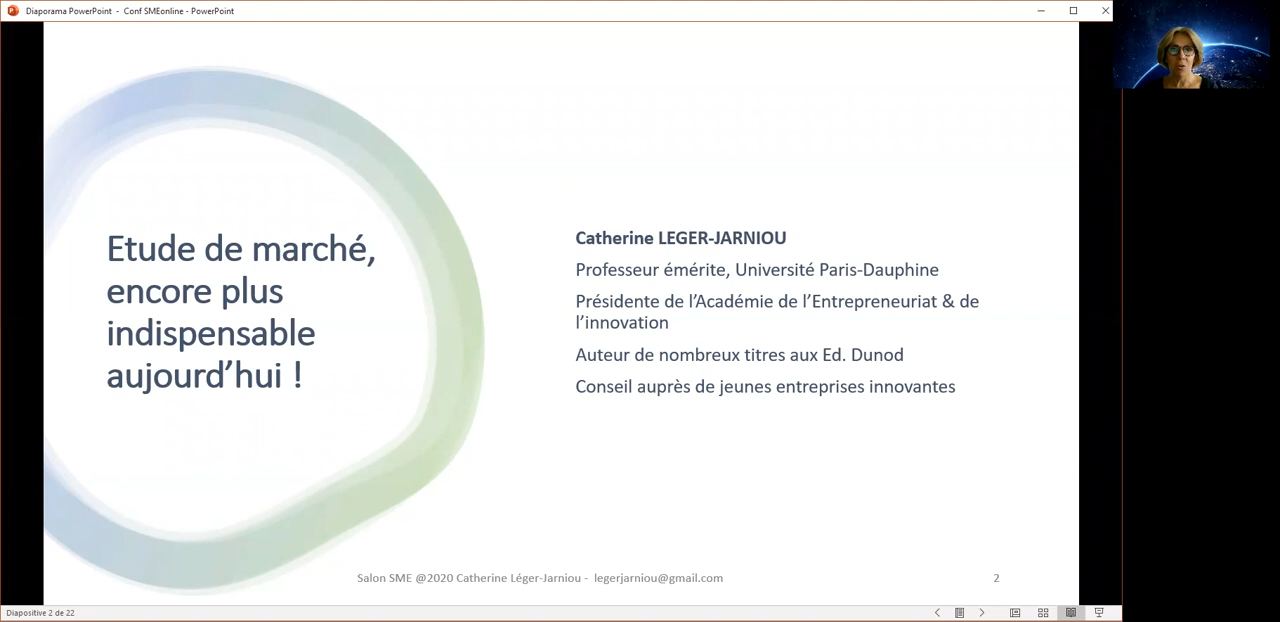 Diaporama PowerPoint - Conf SMEonline - PowerPoint
Etude de marché,
encore plus
indispensable
aujourd’hui !
Catherine LEGER-JARNIOU
Professeur émérite, Université Paris-Dauphine
Présidente de l’Académie de l’Entrepreneuriat & de
l’innovation
Auteur de nombreux titres aux Ed. Dunod
Conseil auprès de jeunes entreprises innovantes
Salon SME @2020 Catherine Léger-Jarniou - legerjarniou@gmail.com
2
Diapositive 2 de 22